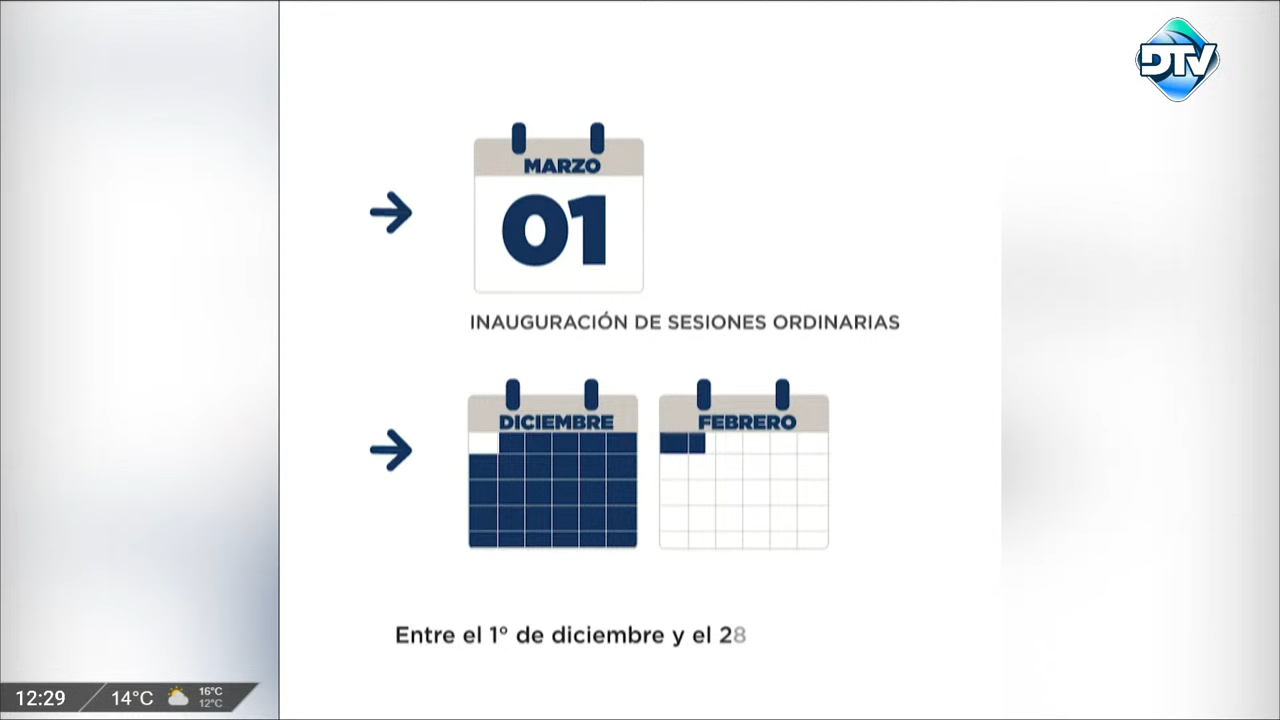 DTV
MARZO
01
INAUGURACIÓN DE SESIONES ORDINARIAS
DICIEMBRE
FEBRERO
Entre el 1° de diciembre y el 28
12:29
14°C
16°C
12°C